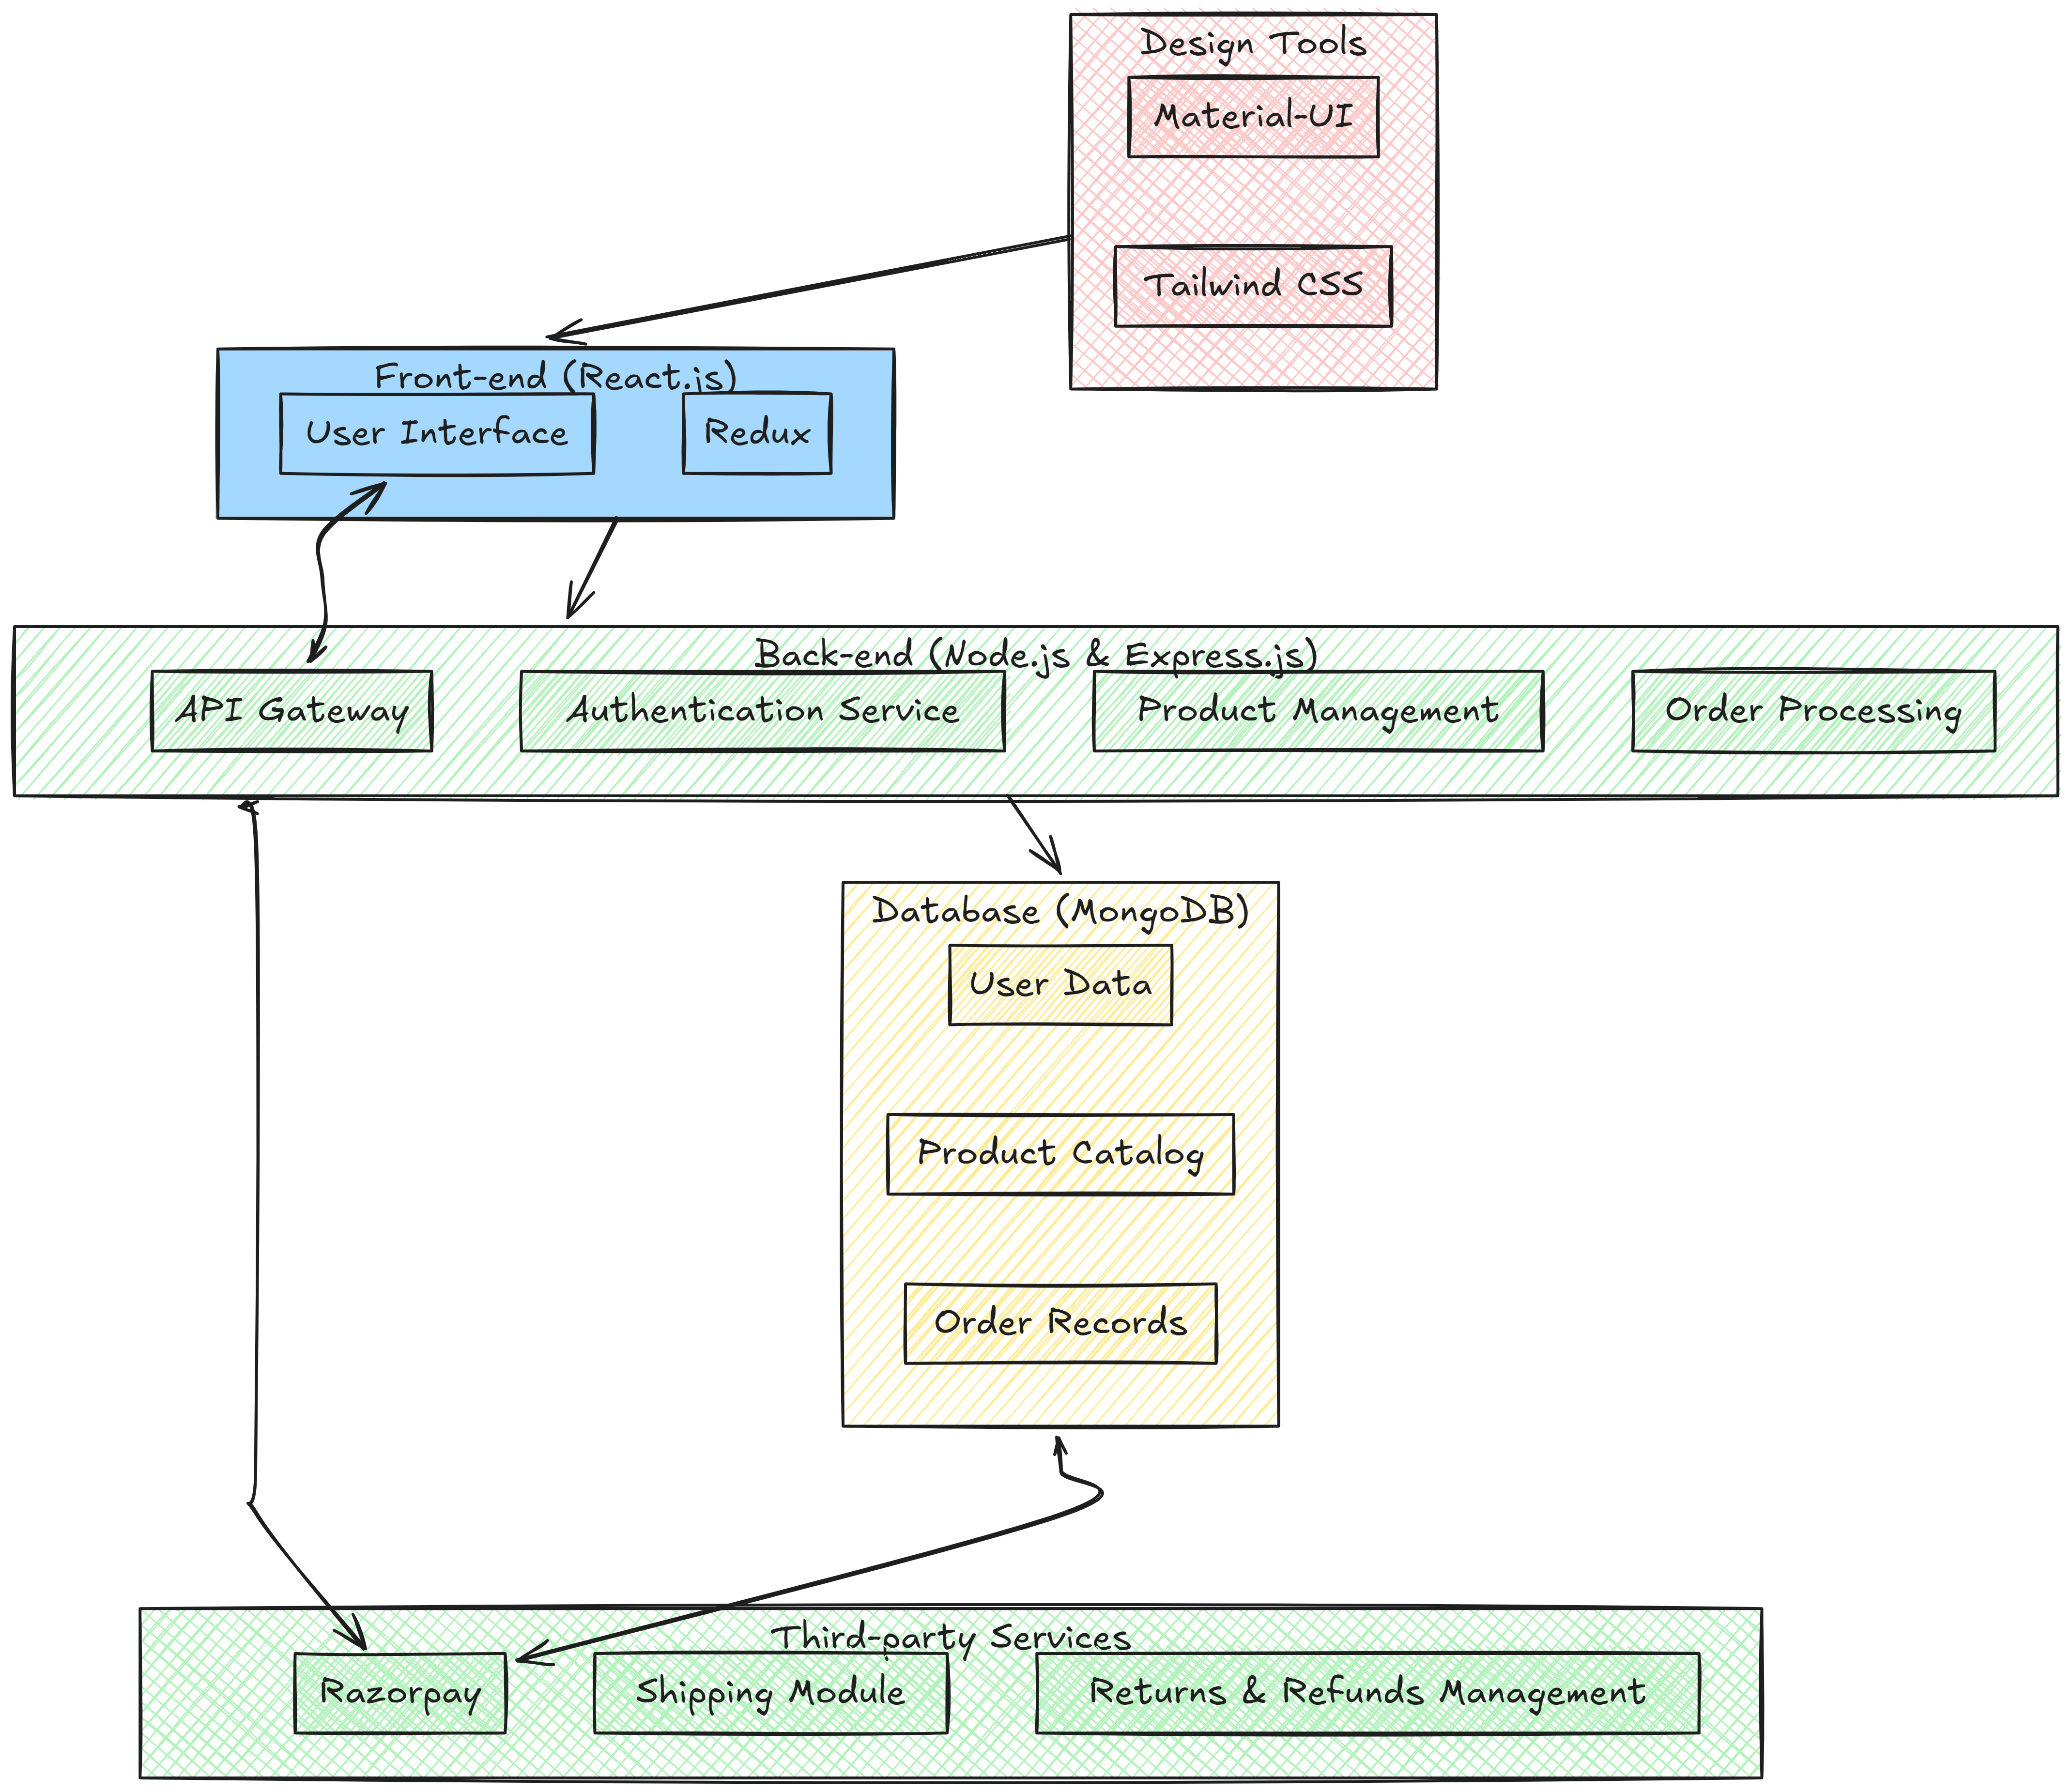 Design Tools
Material-UI
Tailwind CSS
Front-end (React.js)
User Interface
Redux
Back-end (Node.js & Express.js)
API Gateway
Authentication Service
Product Management
Order Processing
Database (MongoDB)
User Data
Product Catalog
Order Records
Third-party Services
Razorpay
Shipping Module
Returns & Refunds Management